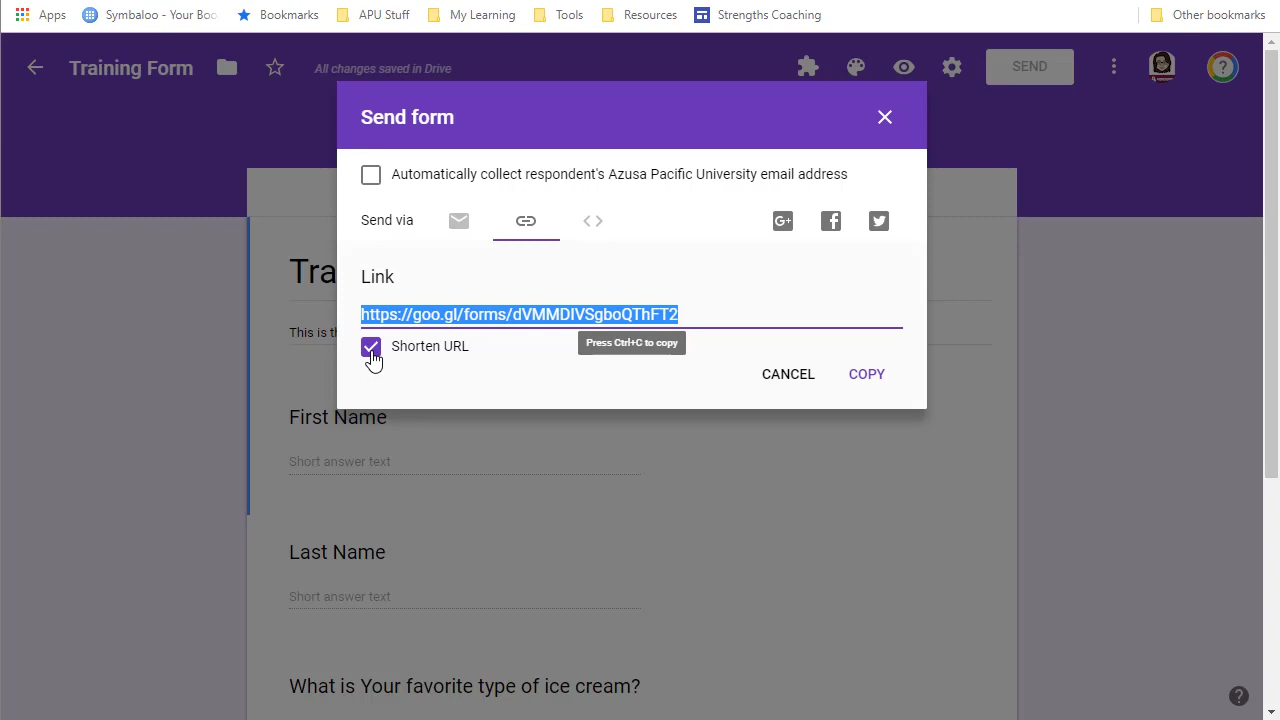 Apps Symbaloo - Your Boo Bookmarks APU Stuff My Learning Tools Resources Strengths Coaching Other bookmarks
Training Form All changes saved in Drive SEND
Send form
Automatically collect respondent's Azusa Pacific University email address
Send via
Link
https://goo.gl/forms/dVMMDIVSgboQThFT2
Shorten URL
Press Ctrl+C to copy
CANCEL COPY
Tra
This is th
First Name
Short answer text
Last Name
Short answer text
What is Your favorite type of ice cream?